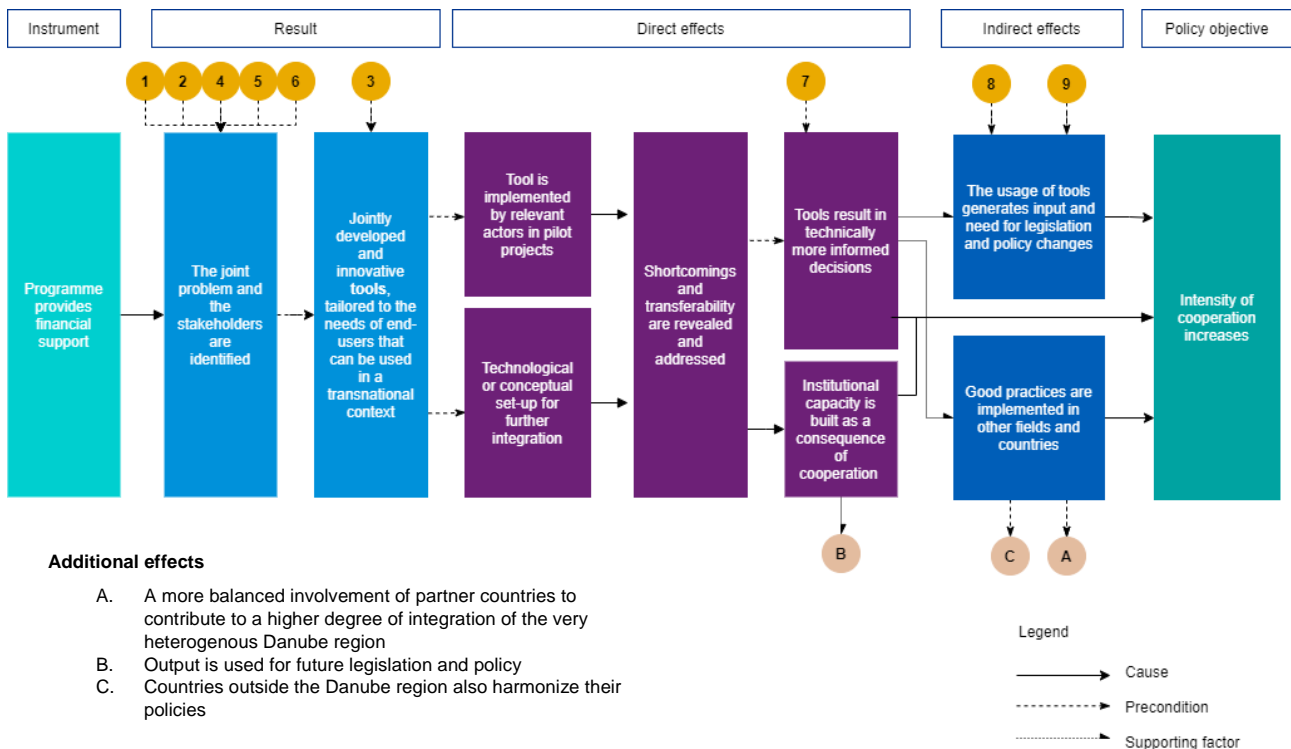 Instrument
Result
Direct effects
Indirect effects
Policy objective
1
2
4
5
6
3
7
8
9
Programme
provides
financial
support
The joint
problem and
the
stakeholders
are
identified
Jointly
developed
and
innovative
tools,
tailored to the
needs of end-
users that
can be used
in a
transnational
context
Tool is
implemented
by relevant
actors in pilot
projects
Technological
or conceptual
set-up for
further
integration
Shortcomings
and
transferability
are revealed
and
addressed
Tools result in
technically
more informed
decisions
Institutional
capacity is
built as a
consequence
of
cooperation
The usage of tools
generates input and
need for legislation
and policy changes
Good practices are
implemented in
other fields and
countries
Intensity of
cooperation
increases
B
C
A
Additional effects
A. A more balanced involvement of partner countries to
contribute to a higher degree of integration of the very
heterogenous Danube region
B. Output is used for future legislation and policy
C. Countries outside the Danube region also harmonize their
policies
Legend
Cause
Precondition
Supporting factor